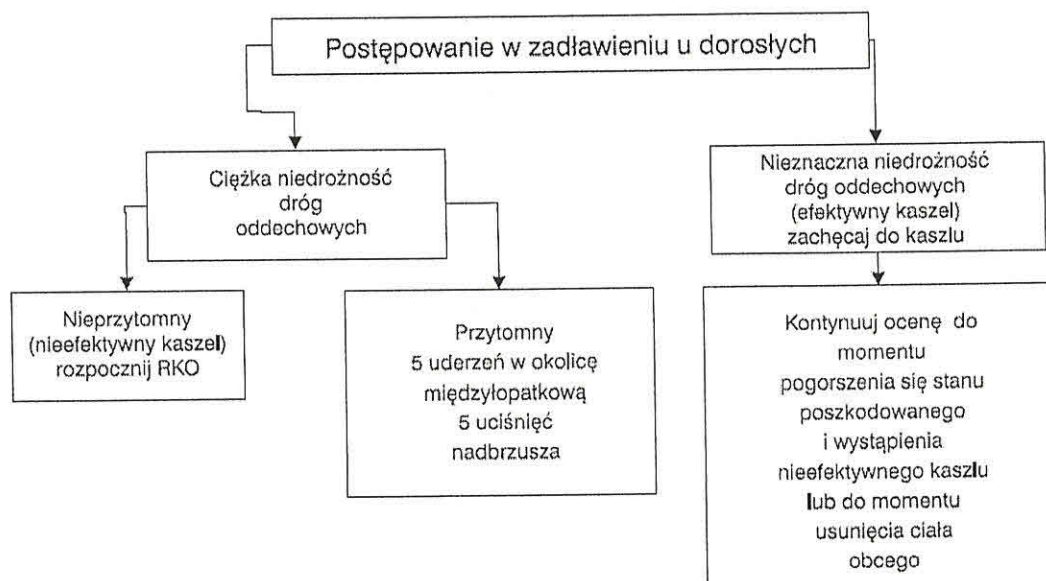 Postępowanie w zadławieniu u dorosłych
Ciężka niedrożność
dróg
oddechowych
Nieznaczna niedrożność
dróg oddechowych
(efektywny kaszel)
zachęcaj do kaszlu
Nieprzytomny
(nieefektywny kaszel)
rozpocznij RKO
Przytomny
5 uderzeń w okolicę
międzyłopatkową
5 uciśnięć
nadbrzusza
Kontynuuj ocenę do
momentu
pogorszenia się stanu
poszkodowanego
i wystąpienia
nieefektywnego kaszlu
lub do momentu
usunięcia ciała
obcego